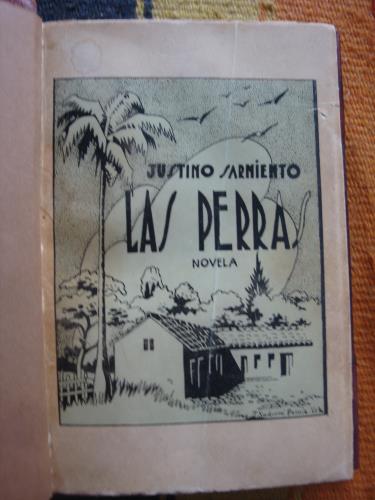 JUSTINO SARMIENTO
LAS PERRAS
NOVELA